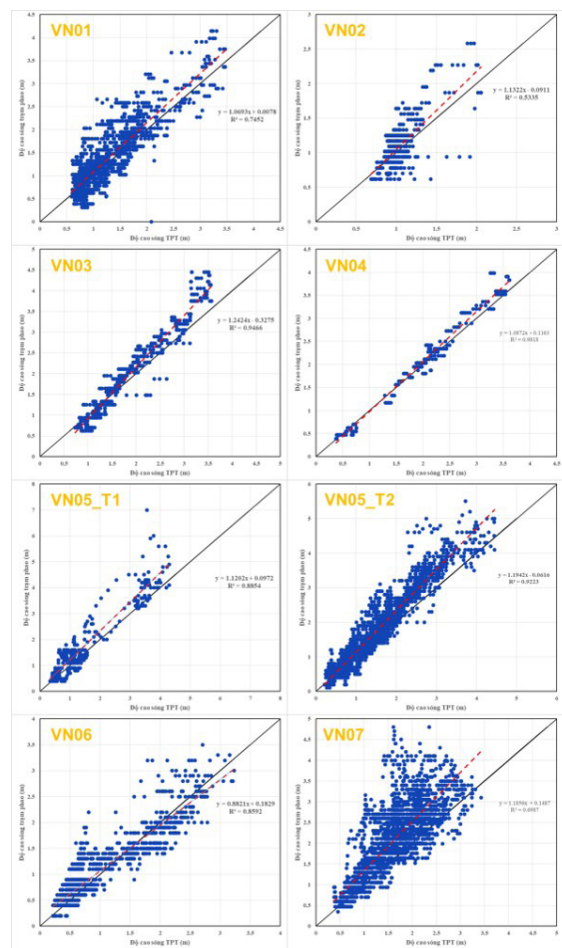 VN01
y = 1.0693x + 0.0078
R² = 0.7452
Độ cao sóng trạm phao (m)
Độ cao sóng TPT (m)
VN02
y = 1.1322x - 0.0911
R² = 0.5335
Độ cao sóng trạm phao (m)
Độ cao sóng TPT (m)
VN03
y = 1.2424x - 0.3275
R² = 0.9466
Độ cao sóng trạm phao (m)
Độ cao sóng TPT (m)
VN04
Độ cao sóng trạm phao (m)
Độ cao sóng TPT (m)
VN05_T1
y = 1.1202x + 0.0972
R² = 0.8854
Độ cao sóng trạm phao (m)
Độ cao sóng TPT (m)
VN05_T2
y = 1.1942x - 0.0616
R² = 0.9223
Độ cao sóng trạm phao (m)
Độ cao sóng TPT (m)
VN06
y = 0.8821x + 0.1829
R² = 0.8592
Độ cao sóng trạm phao (m)
Độ cao sóng TPT (m)
VN07
Độ cao sóng trạm phao (m)
Độ cao sóng TPT (m)